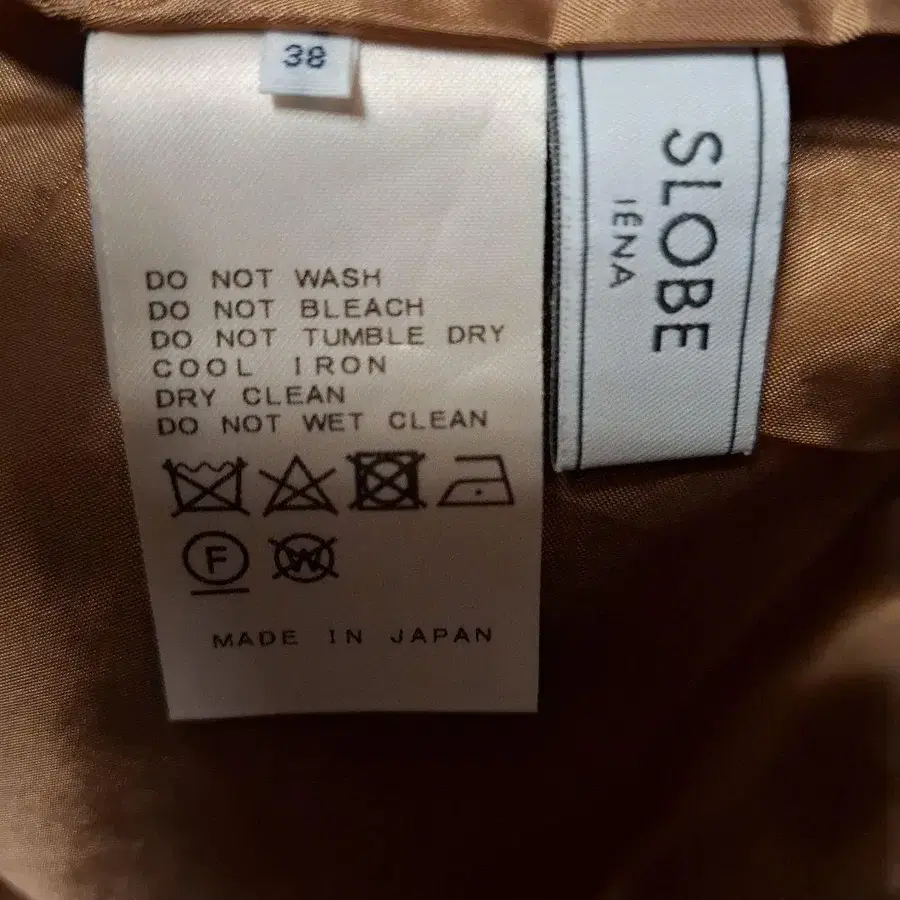 38
DO NOT WASH
DO NOT BLEACH
DO NOT TUMBLE DRY
COOL IRON
DRY CLEAN
DO NOT WET CLEAN
F
W
MADE IN JAPAN
SLOBE
IÉNA